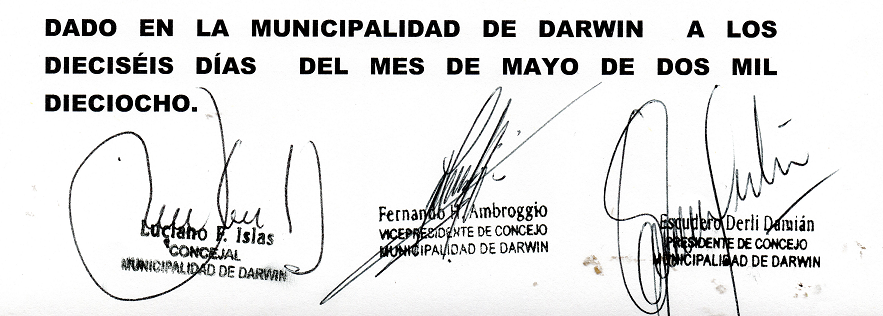 DADO EN LA MUNICIPALIDAD DE DARWIN A LOS
DIECISÉIS DÍAS DEL MES DE MAYO DE DOS MIL
DIECIOCHO.
Luciano F. Islas
CONCEJAL
MUNICIPALIDAD DE DARWIN
Fernando H. Ambroggio
VICEPRESIDENTE DE CONCEJO
MUNICIPALIDAD DE DARWIN
Escudero Derli Damián
PRESIDENTE DE CONCEJO
MUNICIPALIDAD DE DARWIN